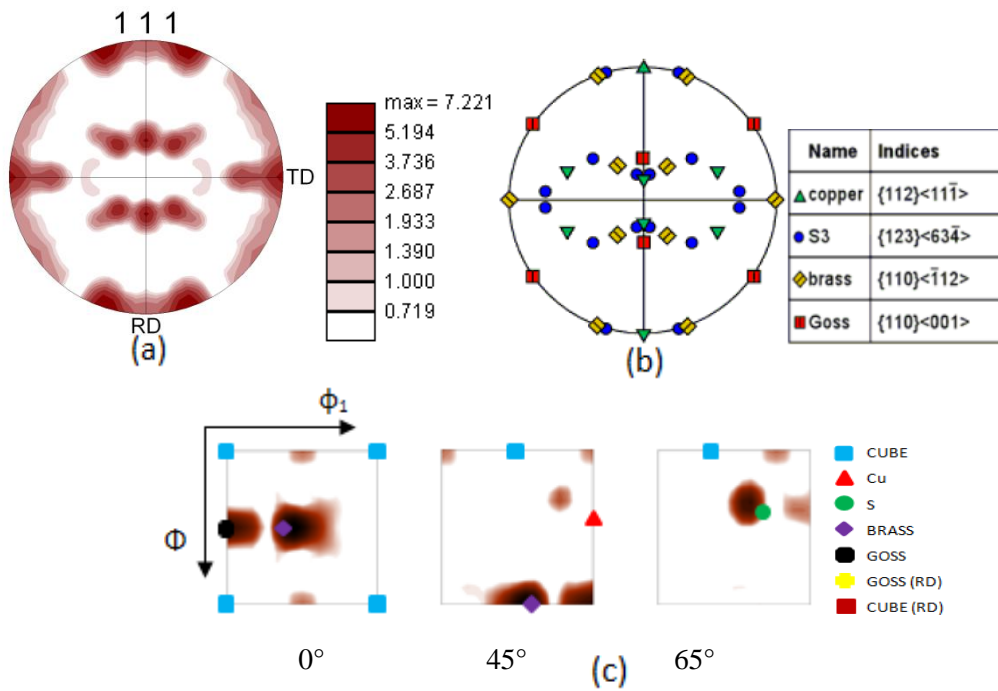 1 1 1
max = 7.221
5.194
3.736
2.687
1.933
1.390
1.000
0.719
TD
RD
(a)
Name Indices
copper {112}<111̄>
S3 {123}<634̄>
brass {110}<1̄12>
Goss {110}<001>
(b)
Φ₁
Φ
CUBE
Cu
S
BRASS
GOSS
GOSS (RD)
CUBE (RD)
0° 45° 65°
(c)